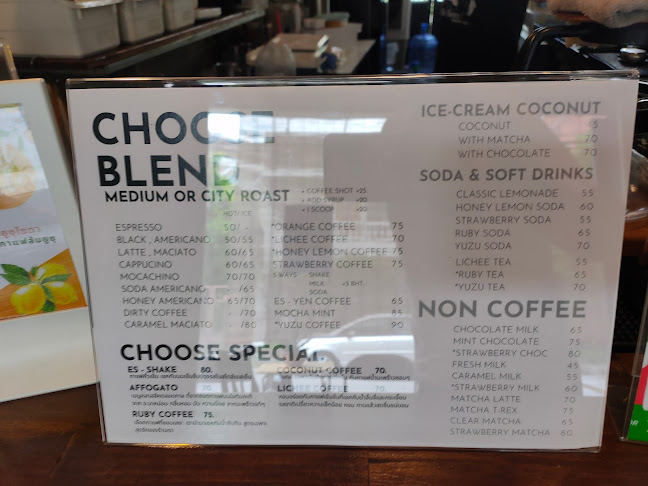 CHOOSE
BLEND
MEDIUM OR CITY ROAST
+ COFFEE SHOT +25
+ ADD SYRUP +20
+ 1 SCOOP +20
HOT/ICE
ESPRESSO 50/ -
BLACK , AMERICANO 50/55
LATTE , MACIATO 60/65
CAPPUCINO 60/65
MOCACHINO 70/70
SODA AMERICANO - /65
HONEY AMERICANO 65/70
DIRTY COFFEE - /70
CARAMEL MACIATO - /80
*ORANGE COFFEE 75
*LICHEE COFFEE 70
*HONEY LEMON COFFEE 75
STRAWBERRY COFFEE 75
3 WAYS - SHAKE
MILK +5 BHT.
SODA
ES - YEN COFFEE 65
MOCHA MINT 85
*YUZU COFFEE 90
CHOOSE SPECIAL
ES - SHAKE 80.
AFFOGATO 70.
RUBY COFFEE 75.
COCONUT COFFEE 70.
LICHEE COFFEE 70
ICE-CREAM COCONUT
COCONUT
WITH MATCHA 70
WITH CHOCOLATE 70
SODA & SOFT DRINKS
CLASSIC LEMONADE 55
HONEY LEMON SODA 60
STRAWBERRY SODA 55
RUBY SODA 65
YUZU SODA 70
LICHEE TEA 55
*RUBY TEA 65
*YUZU TEA 70
NON COFFEE
CHOCOLATE MILK 65
MINT CHOCOLATE 75
*STRAWBERRY CHOC 80
FRESH MILK 45
CARAMEL MILK 55
*STRAWBERRY MILK 60
MATCHA LATTE 70
MATCHA T-REX 75
CLEAR MATCHA 65
STRAWBERRY MATCHA 80